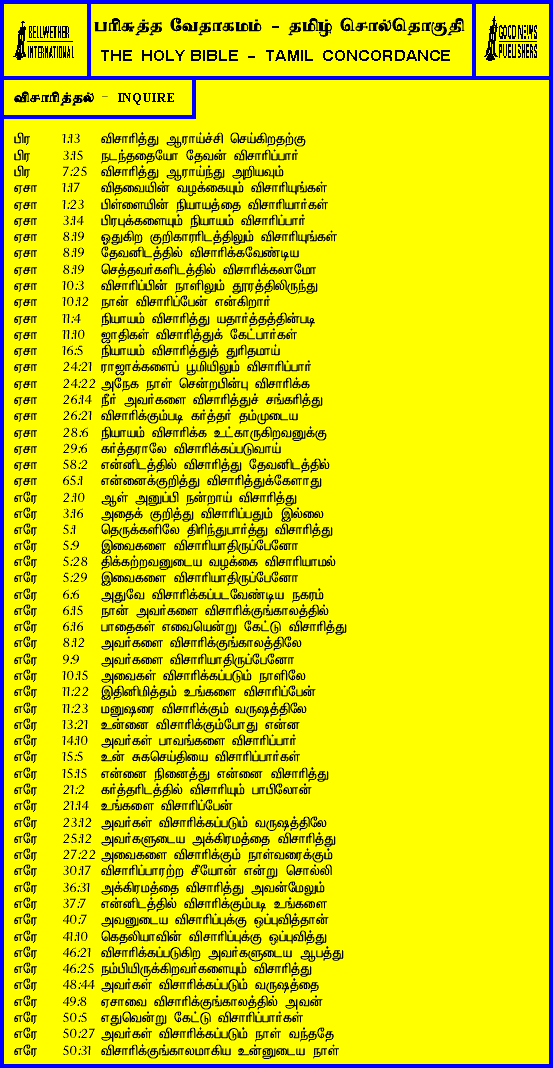 BELLWETHER
INTERNATIONAL
பரிசுத்த வேதாகமம் - தமிழ் சொல்தொகுதி
THE HOLY BIBLE - TAMIL CONCORDANCE
GOOD NEWS
PUBLISHERS
விசாரித்தல் - INQUIRE
பிர 1:13 விசாரித்து ஆராய்ச்சி செய்கிறதற்கு
பிர 3:15 நடந்ததையோ தேவன் விசாரிப்பார்
பிர 7:25 விசாரித்து ஆராய்ந்து அறியவும்
ஏசா 1:17 விதவையின் வழக்கையும் விசாரியுங்கள்
ஏசா 1:23 பிள்ளையின் நியாயத்தை விசாரியார்கள்
ஏசா 3:14 பிரபுக்களையும் நியாயம் விசாரிப்பார்
ஏசா 8:19 ஓதுகிற குறிகாரரிடத்திலும் விசாரியுங்கள்
ஏசா 8:19 தேவனிடத்தில் விசாரிக்கவேண்டிய
ஏசா 8:19 செத்தவர்களிடத்தில் விசாரிக்கலாமோ
ஏசா 10:3 விசாரிப்பின் நாளிலும் தூரத்திலிருந்து
ஏசா 10:12 நான் விசாரிப்பேன் என்கிறார்
ஏசா 11:4 நியாயம் விசாரித்து யதார்த்தத்தின்படி
ஏசா 11:10 ஜாதிகள் விசாரித்துக் கேட்பார்கள்
ஏசா 16:5 நியாயம் விசாரித்துத் துரிதமாய்
ஏசா 24:21 ராஜாக்களைப் பூமியிலும் விசாரிப்பார்
ஏசா 24:22 அநேக நாள் சென்றபின்பு விசாரிக்க
ஏசா 26:14 நீர் அவர்களை விசாரித்துச் சங்கரித்து
ஏசா 26:21 விசாரிக்கும்படி கர்த்தர் தம்முடைய
ஏசா 28:6 நியாயம் விசாரிக்க உட்காருகிறவனுக்கு
ஏசா 29:6 கர்த்தராலே விசாரிக்கப்படுவாய்
ஏசா 58:2 என்னிடத்தில் விசாரித்து தேவனிடத்தில்
ஏசா 65:1 என்னைக்குறித்து விசாரித்துக்கேளாது
எரே 2:10 ஆள் அனுப்பி நன்றாய் விசாரித்து
எரே 3:16 அதைக் குறித்து விசாரிப்பதும் இல்லை
எரே 5:1 தெருக்களிலே திரிந்துபார்த்து விசாரித்து
எரே 5:9 இவைகளை விசாரியாதிருப்பேனோ
எரே 5:28 திக்கற்றவனுடைய வழக்கை விசாரியாமல்
எரே 5:29 இவைகளை விசாரியாதிருப்பேனோ
எரே 6:6 அதுவே விசாரிக்கப்படவேண்டிய நகரம்
எரே 6:15 நான் அவர்களை விசாரிக்குங்காலத்தில்
எரே 6:16 பாதைகள் எவையென்று கேட்டு விசாரித்து
எரே 8:12 அவர்களை விசாரிக்குங்காலத்திலே
எரே 9:9 அவர்களை விசாரியாதிருப்பேனோ
எரே 10:15 அவைகள் விசாரிக்கப்படும் நாளிலே
எரே 11:22 இதினிமித்தம் உங்களை விசாரிப்பேன்
எரே 11:23 மனுஷரை விசாரிக்கும் வருஷத்திலே
எரே 13:21 உன்னை விசாரிக்கும்போது என்ன
எரே 14:10 அவர்கள் பாவங்களை விசாரிப்பார்
எரே 15:5 உன் சுகசெய்தியை விசாரிப்பார்கள்
எரே 15:15 என்னை நினைத்து என்னை விசாரித்து
எரே 21:2 கர்த்தரிடத்தில் விசாரியும் பாபிலோன்
எரே 21:14 உங்களை விசாரிப்பேன்
எரே 23:12 அவர்கள் விசாரிக்கப்படும் வருஷத்திலே
எரே 25:12 அவர்களுடைய அக்கிரமத்தை விசாரித்து
எரே 27:22 அவைகளை விசாரிக்கும் நாள்வரைக்கும்
எரே 30:17 விசாரிப்பாரற்ற சீயோன் என்று சொல்லி
எரே 36:31 அக்கிரமத்தை விசாரித்து அவன்மேலும்
எரே 37:7 என்னிடத்தில் விசாரிக்கும்படி உங்களை
எரே 40:7 அவனுடைய விசாரிப்புக்கு ஒப்புவித்தான்
எரே 41:10 கெதலியாவின் விசாரிப்புக்கு ஒப்புவித்து
எரே 46:21 விசாரிக்கப்படுகிற அவர்களுடைய ஆபத்து
எரே 46:25 நம்பியிருக்கிறவர்களையும் விசாரித்து
எரே 48:44 அவர்கள் விசாரிக்கப்படும் வருஷத்தை
எரே 49:8 ஏசாவை விசாரிக்குங்காலத்தில் அவன்
எரே 50:5 எதுவென்று கேட்டு விசாரிப்பார்கள்
எரே 50:27 அவர்கள் விசாரிக்கப்படும் நாள் வந்ததே
எரே 50:31 விசாரிக்குங்காலமாகிய உன்னுடைய நாள்